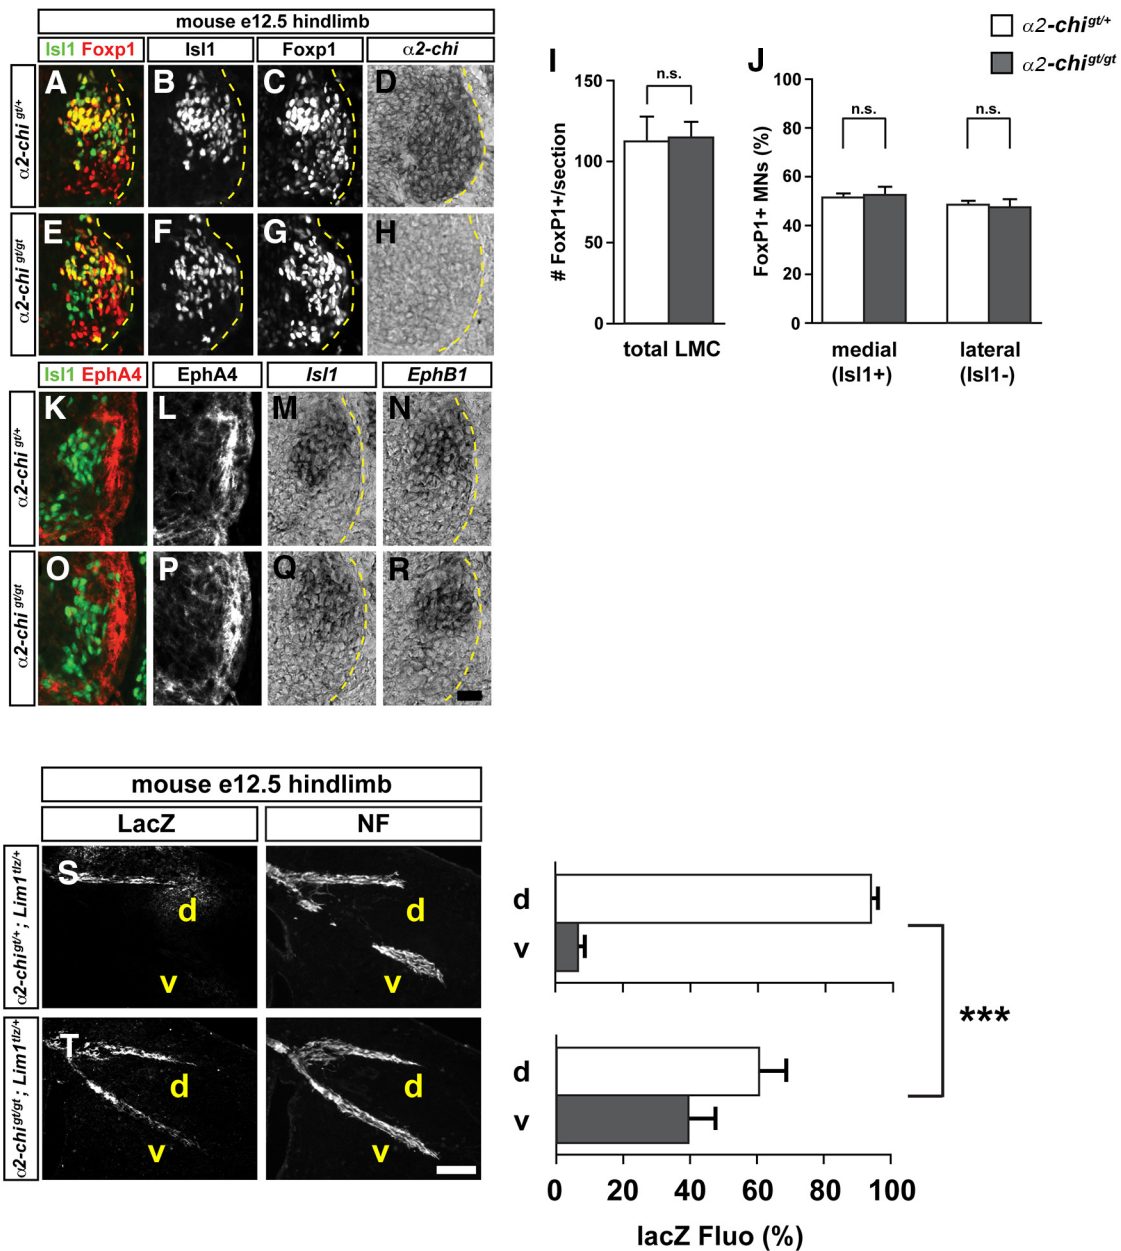 mouse e12.5 hindlimb
Isl1 Foxp1
Isl1
Foxp1
α2-chi
α2-chi gt/+
A
B
C
D
α2-chi gt/gt
E
F
G
H
Isl1 EphA4
EphA4
Isl1
EphB1
α2-chi gt/+
K
L
M
N
α2-chi gt/gt
O
P
Q
R
I
n.s.
# FoxP1+/section
150
100
50
0
total LMC
J
α2-chi gt/+
α2-chi gt/gt
n.s.
n.s.
FoxP1+ MNs (%)
100
80
60
40
20
0
medial
(Isl1+)
lateral
(Isl1-)
mouse e12.5 hindlimb
LacZ
NF
α2-chi gt/+; Lim1 tlz/+
S
d
v
d
v
α2-chi gt/gt; Lim1 tlz/+
T
d
v
d
v
d
v
***
d
v
0 20 40 60 80 100
lacZ Fluo (%)